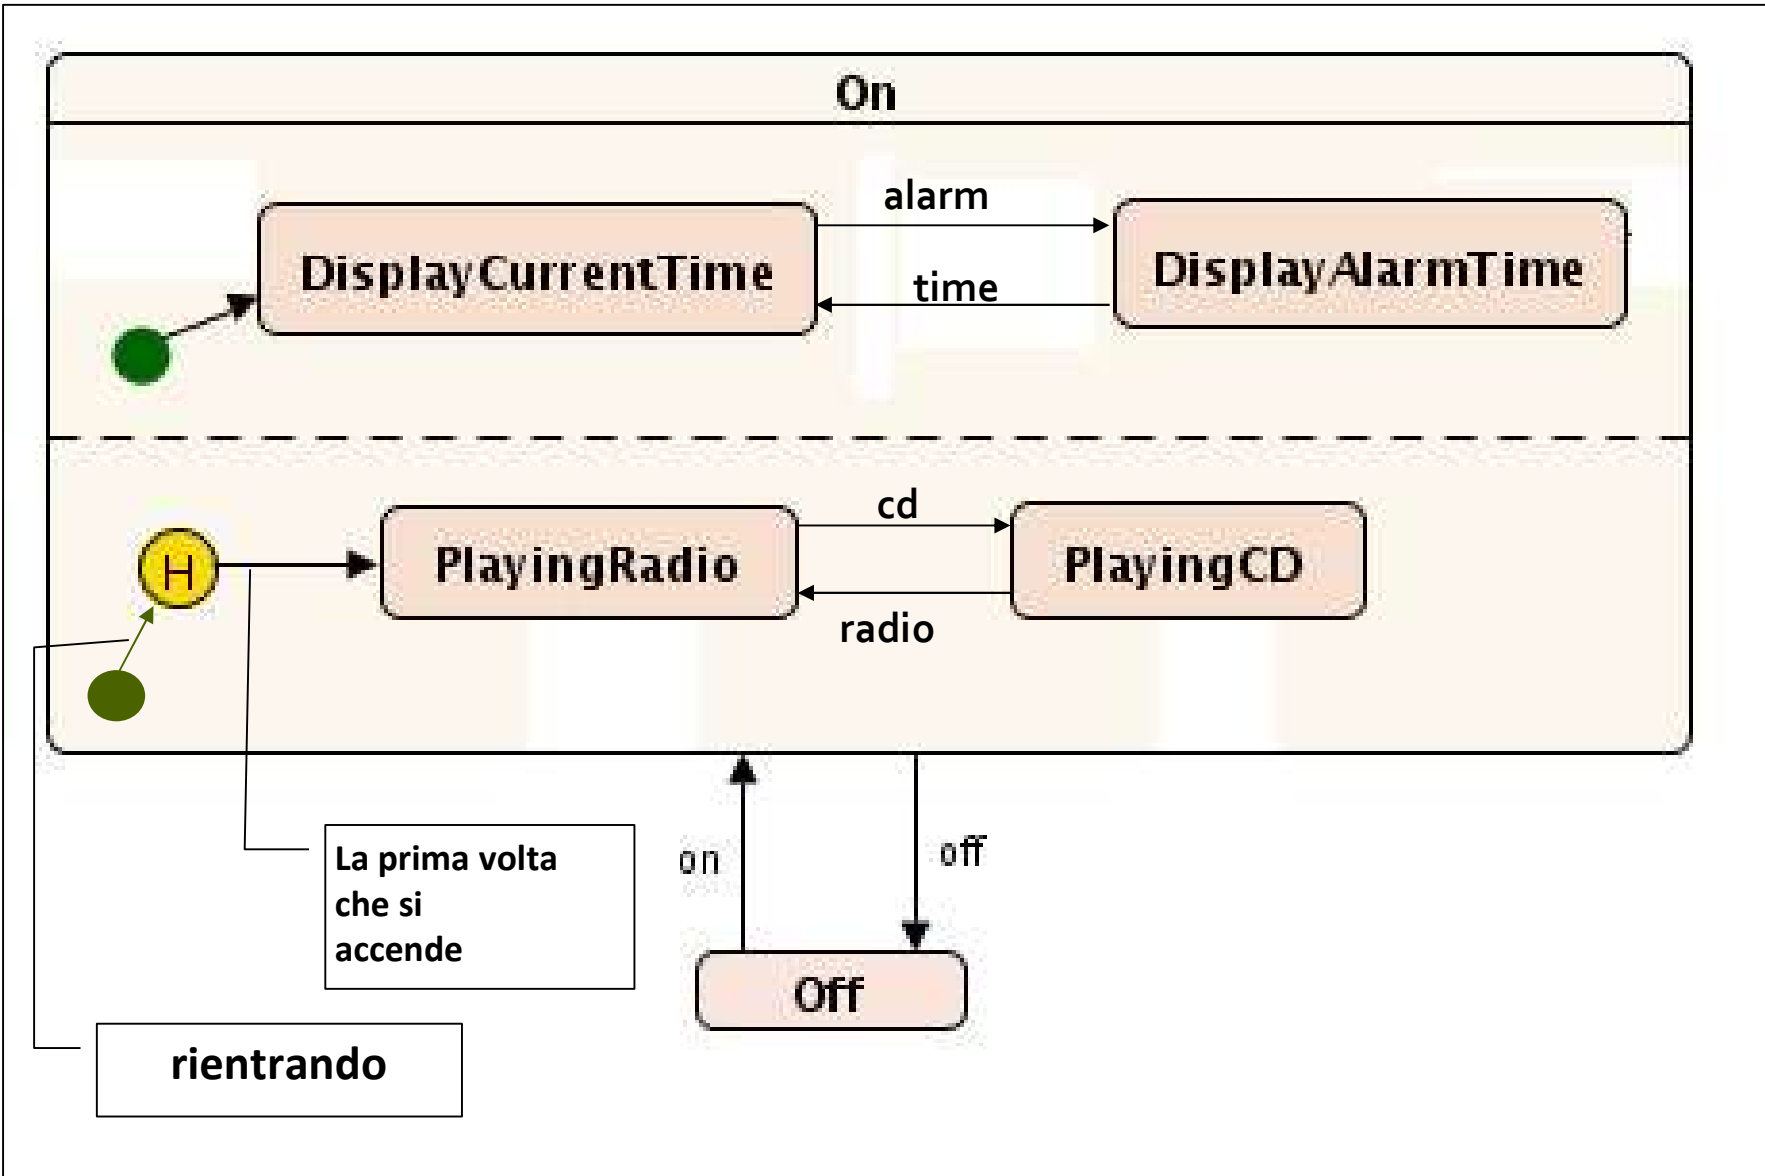 On
alarm
DisplayCurrentTime
DisplayAlarmTime
time
cd
H
PlayingRadio
PlayingCD
radio
La prima volta
che si
accende
on
off
Off
rientrando